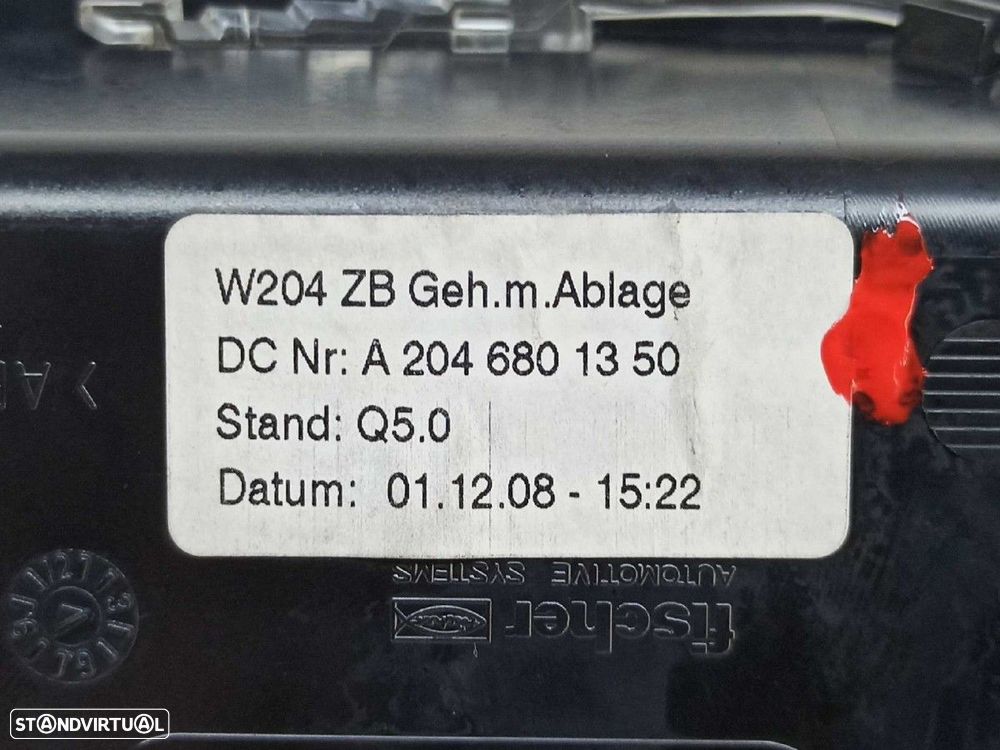 W204 ZB Geh.m.Ablage
DC Nr: A 204 680 13 50
Stand: Q5.0
Datum: 01.12.08 - 15:22
AUTOMOTIVE SYSTEMS
fischer
STANDVIRTUAL